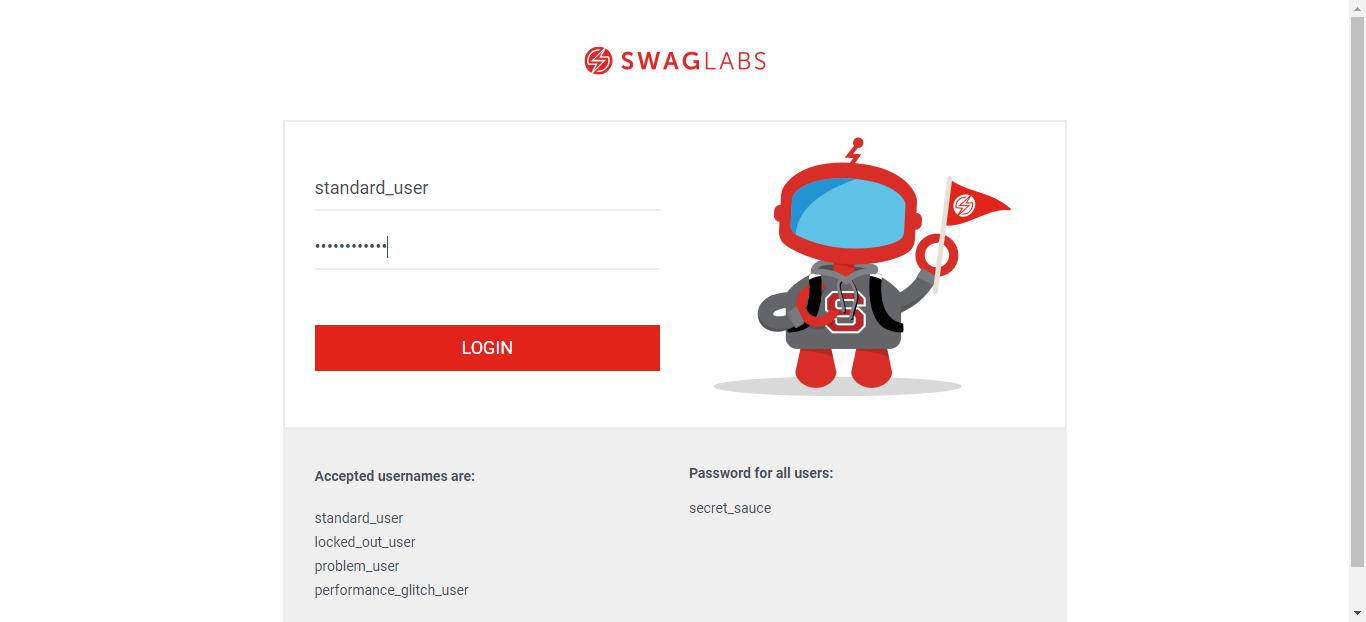 SWAGLABS
standard_user
••••••••••••
LOGIN
Accepted usernames are:
standard_user
locked_out_user
problem_user
performance_glitch_user
Password for all users:
secret_sauce